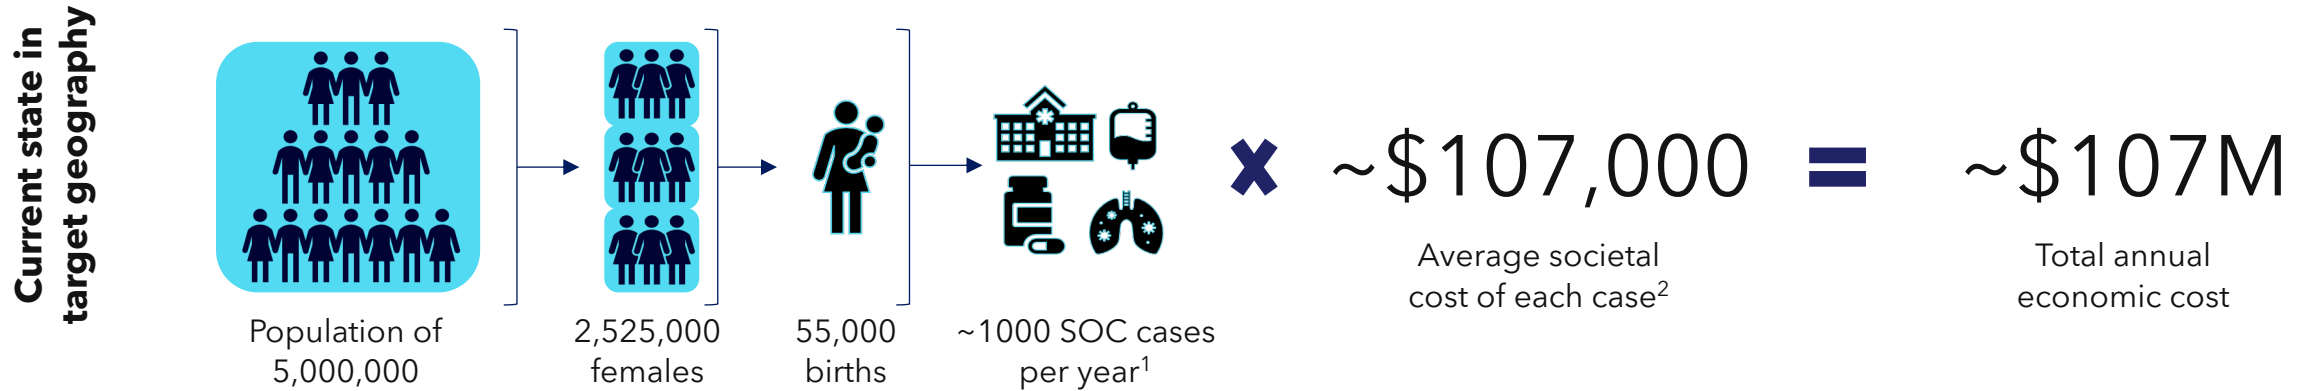 Current state in
target geography
Population of
5,000,000
2,525,000
females
55,000
births
~1000 SOC cases
per year1
x
~$107,000
Average societal
cost of each case2
=
~$107M
Total annual
economic cost